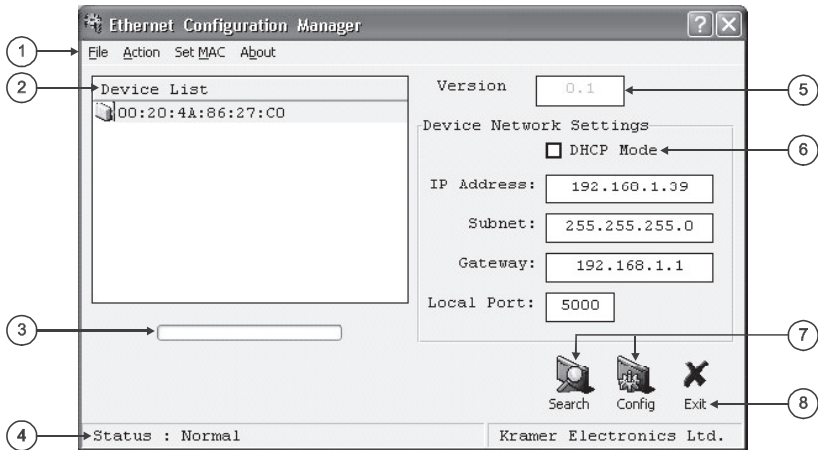 Ethernet Configuration Manager
1
File Action Set MAC About
2
Device List
00:20:4A:86:27:C0
Version 0.1
5
Device Network Settings
DHCP Mode
6
IP Address: 192.168.1.39
Subnet: 255.255.255.0
Gateway: 192.168.1.1
Local Port: 5000
3
7
Search Config Exit
8
4
Status : Normal
Kramer Electronics Ltd.